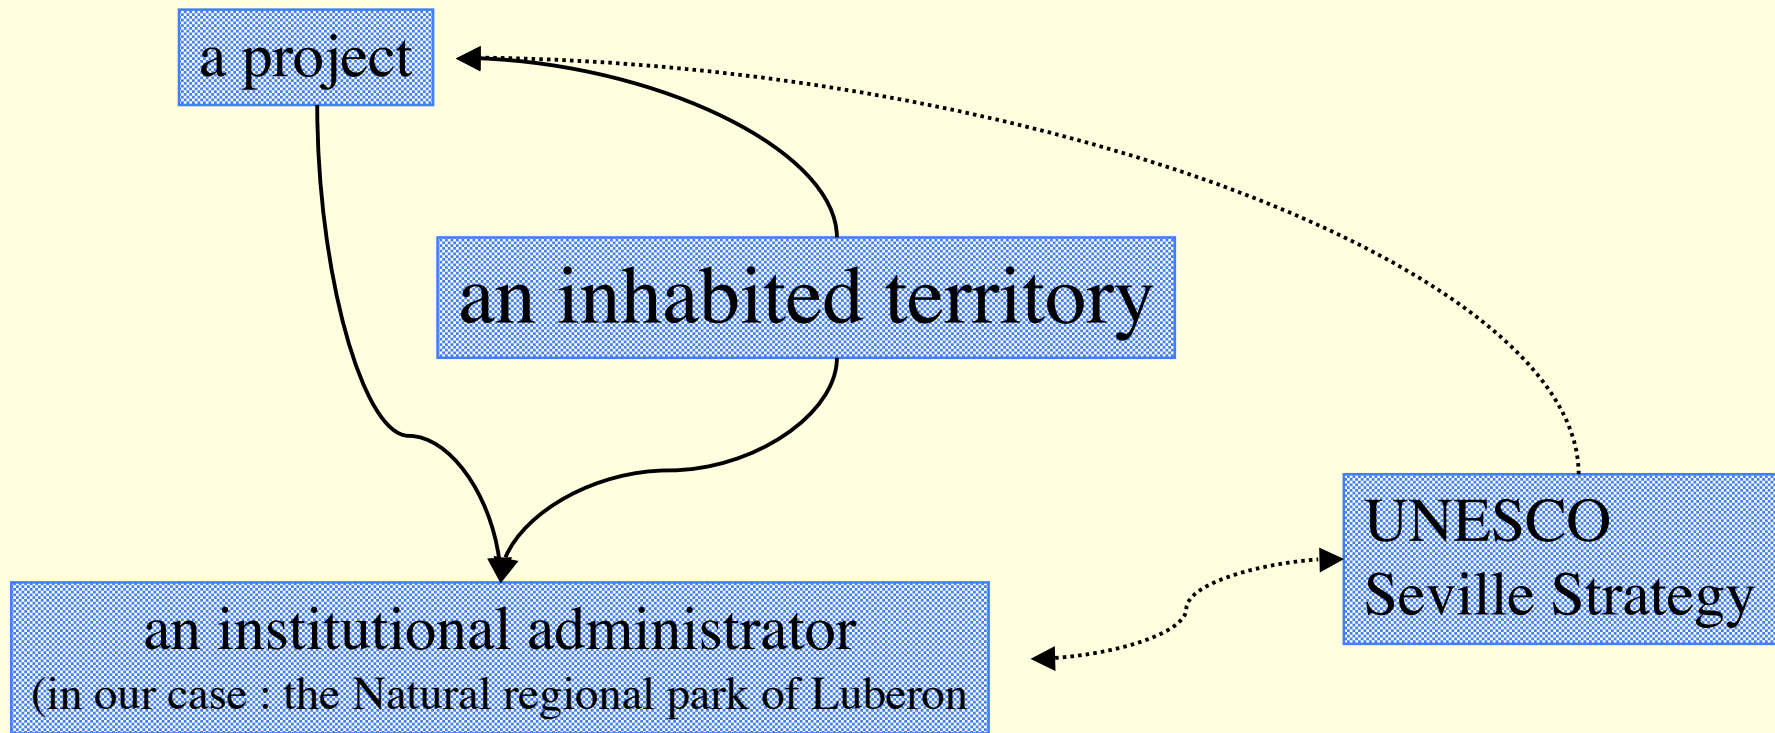 a project
an inhabited territory
UNESCO
Seville Strategy
an institutional administrator
(in our case : the Natural regional park of Luberon